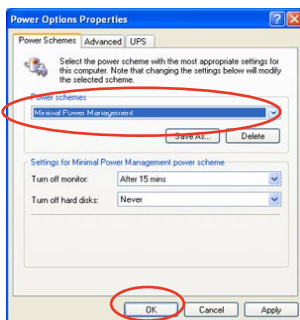 Power Options Properties
Power Schemes Advanced UPS
Select the power scheme with the most appropriate settings for
this computer. Note that changing the settings below will modify
the selected scheme.
Power schemes
Minimal Power Management
Save As... Delete
Settings for Minimal Power Management power scheme
Turn off monitor: After 15 mins
Turn off hard disks: Never
OK Cancel Apply